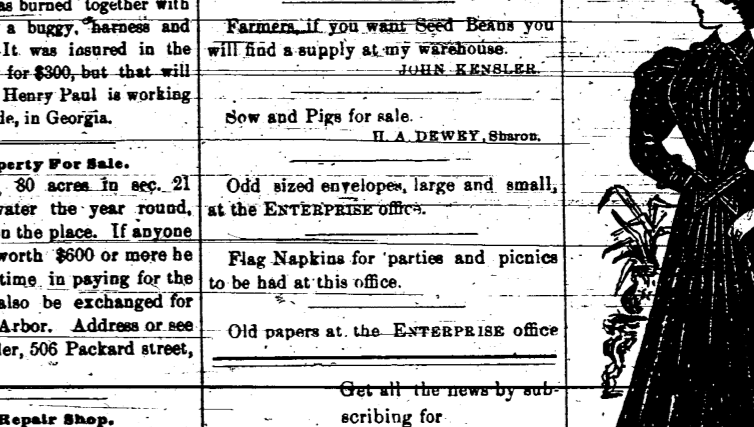 as burned together with
a buggy, harness and
It was insured in the
for $300, but that will
Henry Paul is working
in Georgia.
perty For Sale.
80 acres in sec. 21
water the year round,
on the place. If anyone
worth $600 or more he
time in paying for the
also be exchanged for
Arbor. Address or see
ler, 506 Packard street,
Repair Shop.
Farmers, if you want Seed Beans you
will find a supply at my warehouse.
JOHN KENSLER.
Sow and Pigs for sale.
H. A. DEWEY, Sharon.
Odd sized envelopes, large and small,
at the ENTERPRISE office.
Flag Napkins for parties and picnics
to be had at this office.
Old papers at the ENTERPRISE office
Get all the news by sub-
scribing for